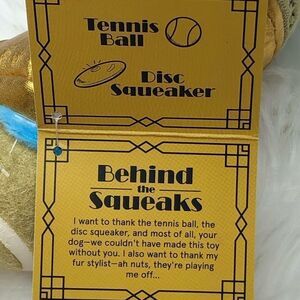 Tennis
Ball
Disc
Squeaker
Behind
the
Squeaks
I want to thank the tennis ball, the
disc squeaker, and most of all, your
dog—we couldn't have made this toy
without you. I also want to thank my
fur stylist—ah nuts, they're playing
me off...